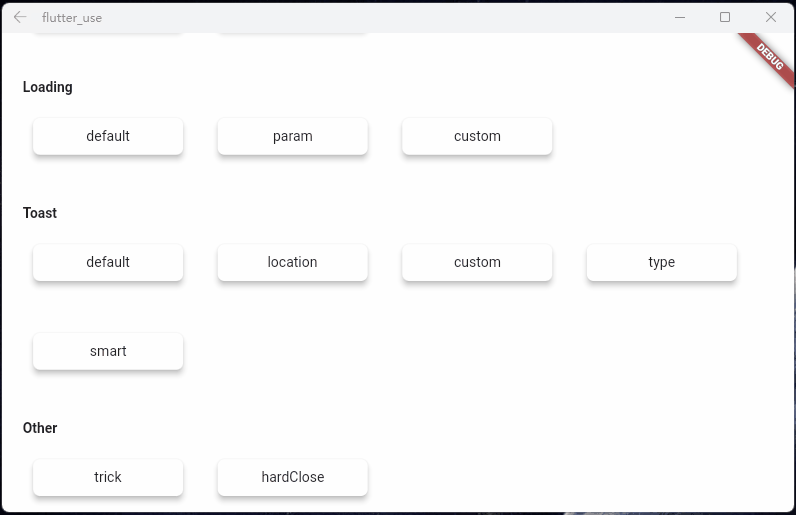 flutter_use
DEBUG
Loading
default param custom
Toast
default location custom type
smart
Other
trick hardClose